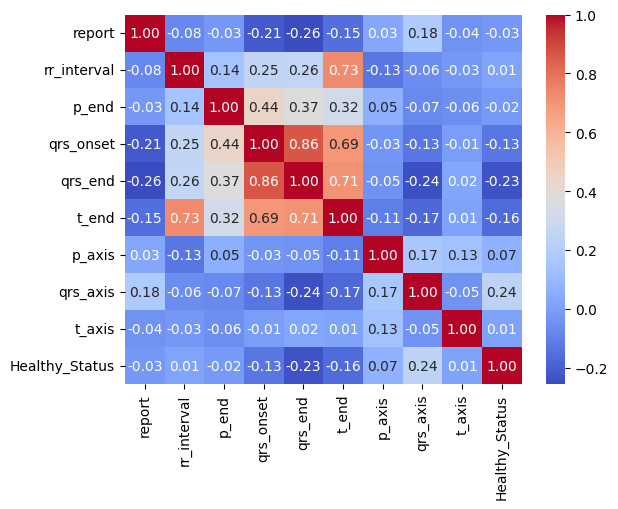 report 1.00 -0.08 -0.03 -0.21 -0.26 -0.15 0.03 0.18 -0.04 -0.03
rr_interval -0.08 1.00 0.14 0.25 0.26 0.73 -0.13 -0.06 -0.03 0.01
p_end -0.03 0.14 1.00 0.44 0.37 0.32 0.05 -0.07 -0.06 -0.02
qrs_onset -0.21 0.25 0.44 1.00 0.86 0.69 -0.03 -0.13 -0.01 -0.13
qrs_end -0.26 0.26 0.37 0.86 1.00 0.71 -0.05 -0.24 0.02 -0.23
t_end -0.15 0.73 0.32 0.69 0.71 1.00 -0.11 -0.17 0.01 -0.16
p_axis 0.03 -0.13 0.05 -0.03 -0.05 -0.11 1.00 0.17 0.13 0.07
qrs_axis 0.18 -0.06 -0.07 -0.13 -0.24 -0.17 0.17 1.00 -0.05 0.24
t_axis -0.04 -0.03 -0.06 -0.01 0.02 0.01 0.13 -0.05 1.00 0.01
Healthy_Status -0.03 0.01 -0.02 -0.13 -0.23 -0.16 0.07 0.24 0.01 1.00
report
rr_interval
p_end
qrs_onset
qrs_end
t_end
p_axis
qrs_axis
t_axis
Healthy_Status
1.0
0.8
0.6
0.4
0.2
0.0
−0.2